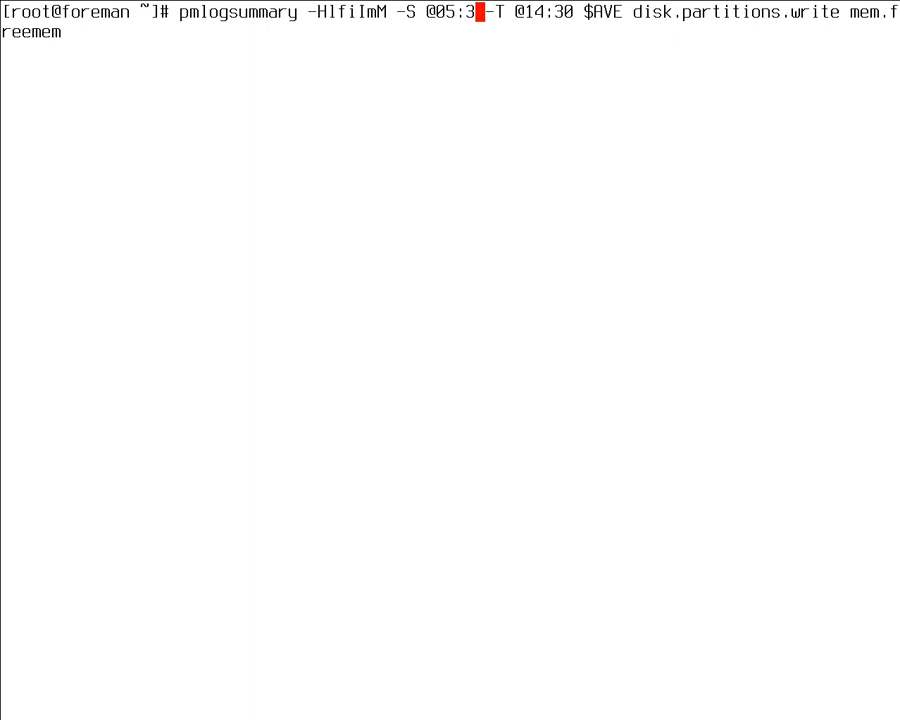 [root@foreman ~]# pmlogsummary -HlfiImM -S @05:3 -T @14:30 $AVE disk.partitions.write mem.f
reemem